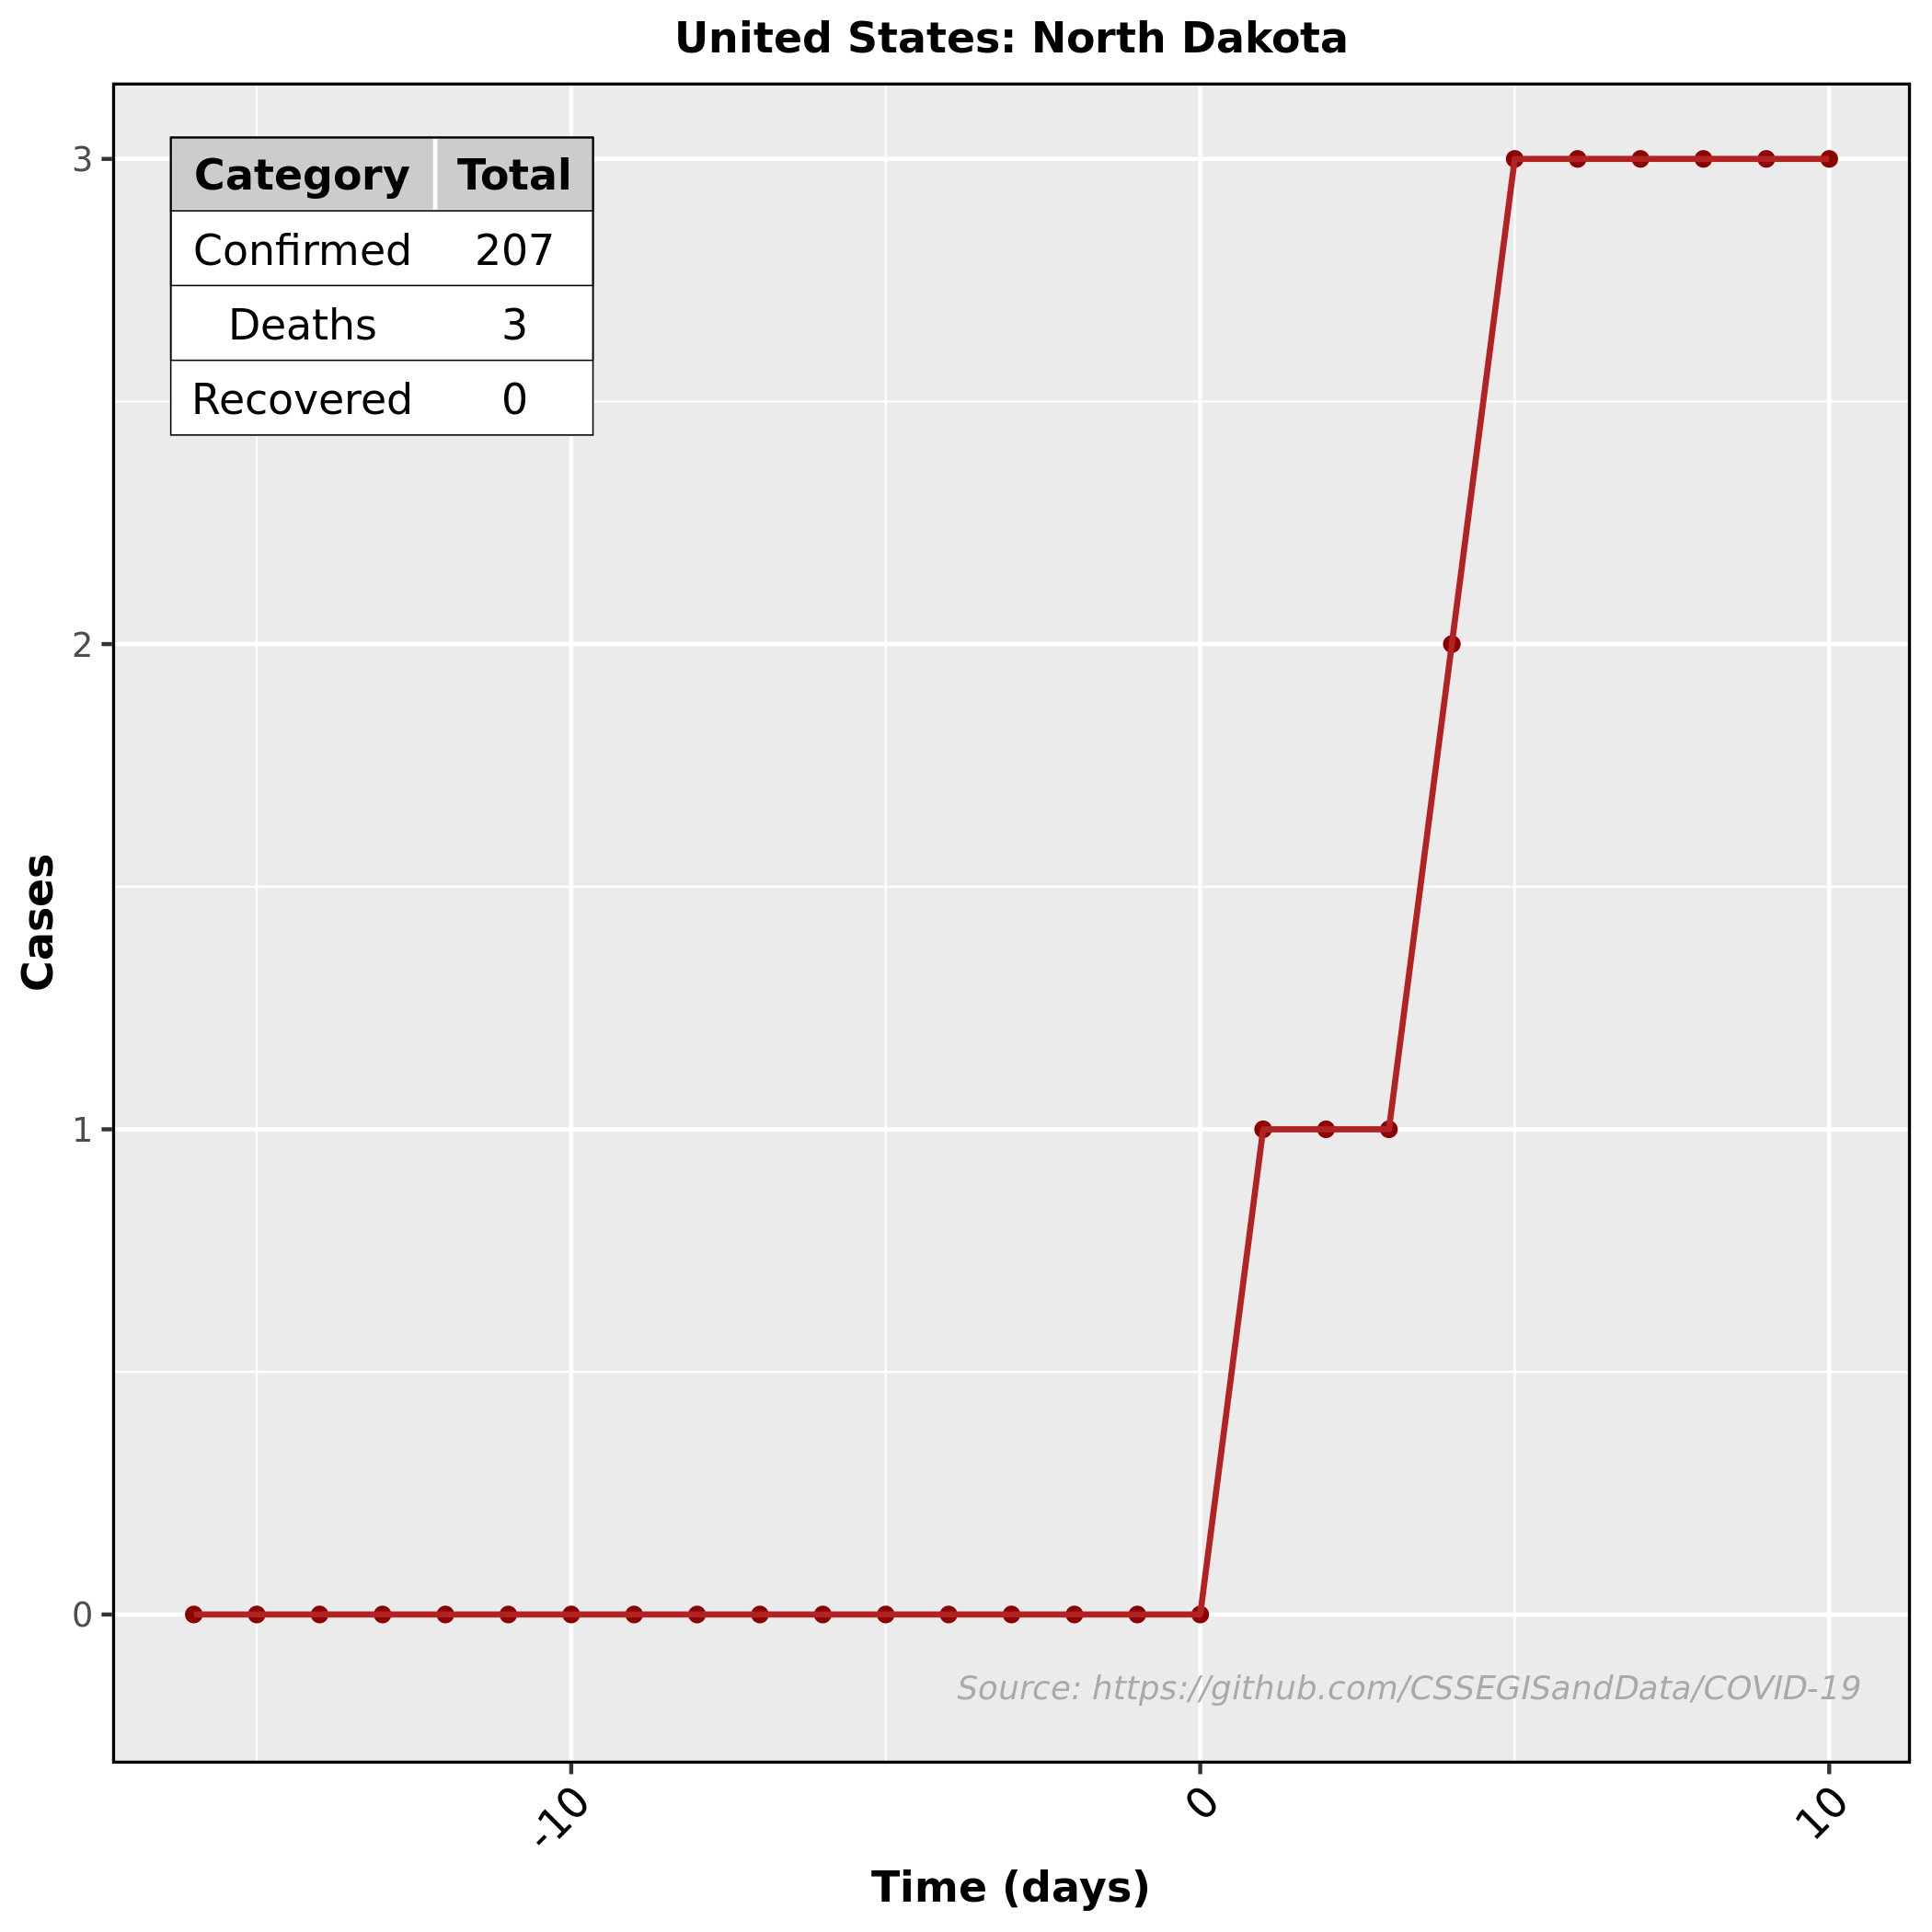 United States: North Dakota
Category Total
Confirmed 207
Deaths 3
Recovered 0
3
2
1
0
Cases
Source: https://github.com/CSSEGISandData/COVID-19
-10 0 10
Time (days)